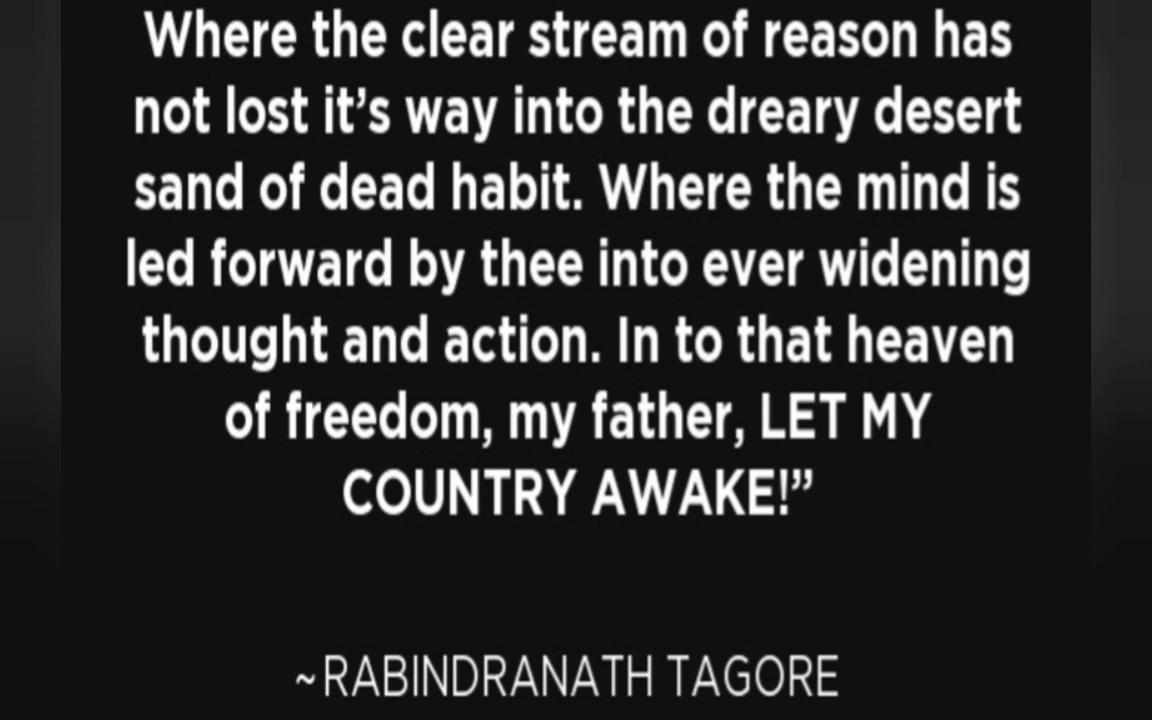 Where the clear stream of reason has
not lost it’s way into the dreary desert
sand of dead habit. Where the mind is
led forward by thee into ever widening
thought and action. In to that heaven
of freedom, my father, LET MY
COUNTRY AWAKE!”
~RABINDRANATH TAGORE